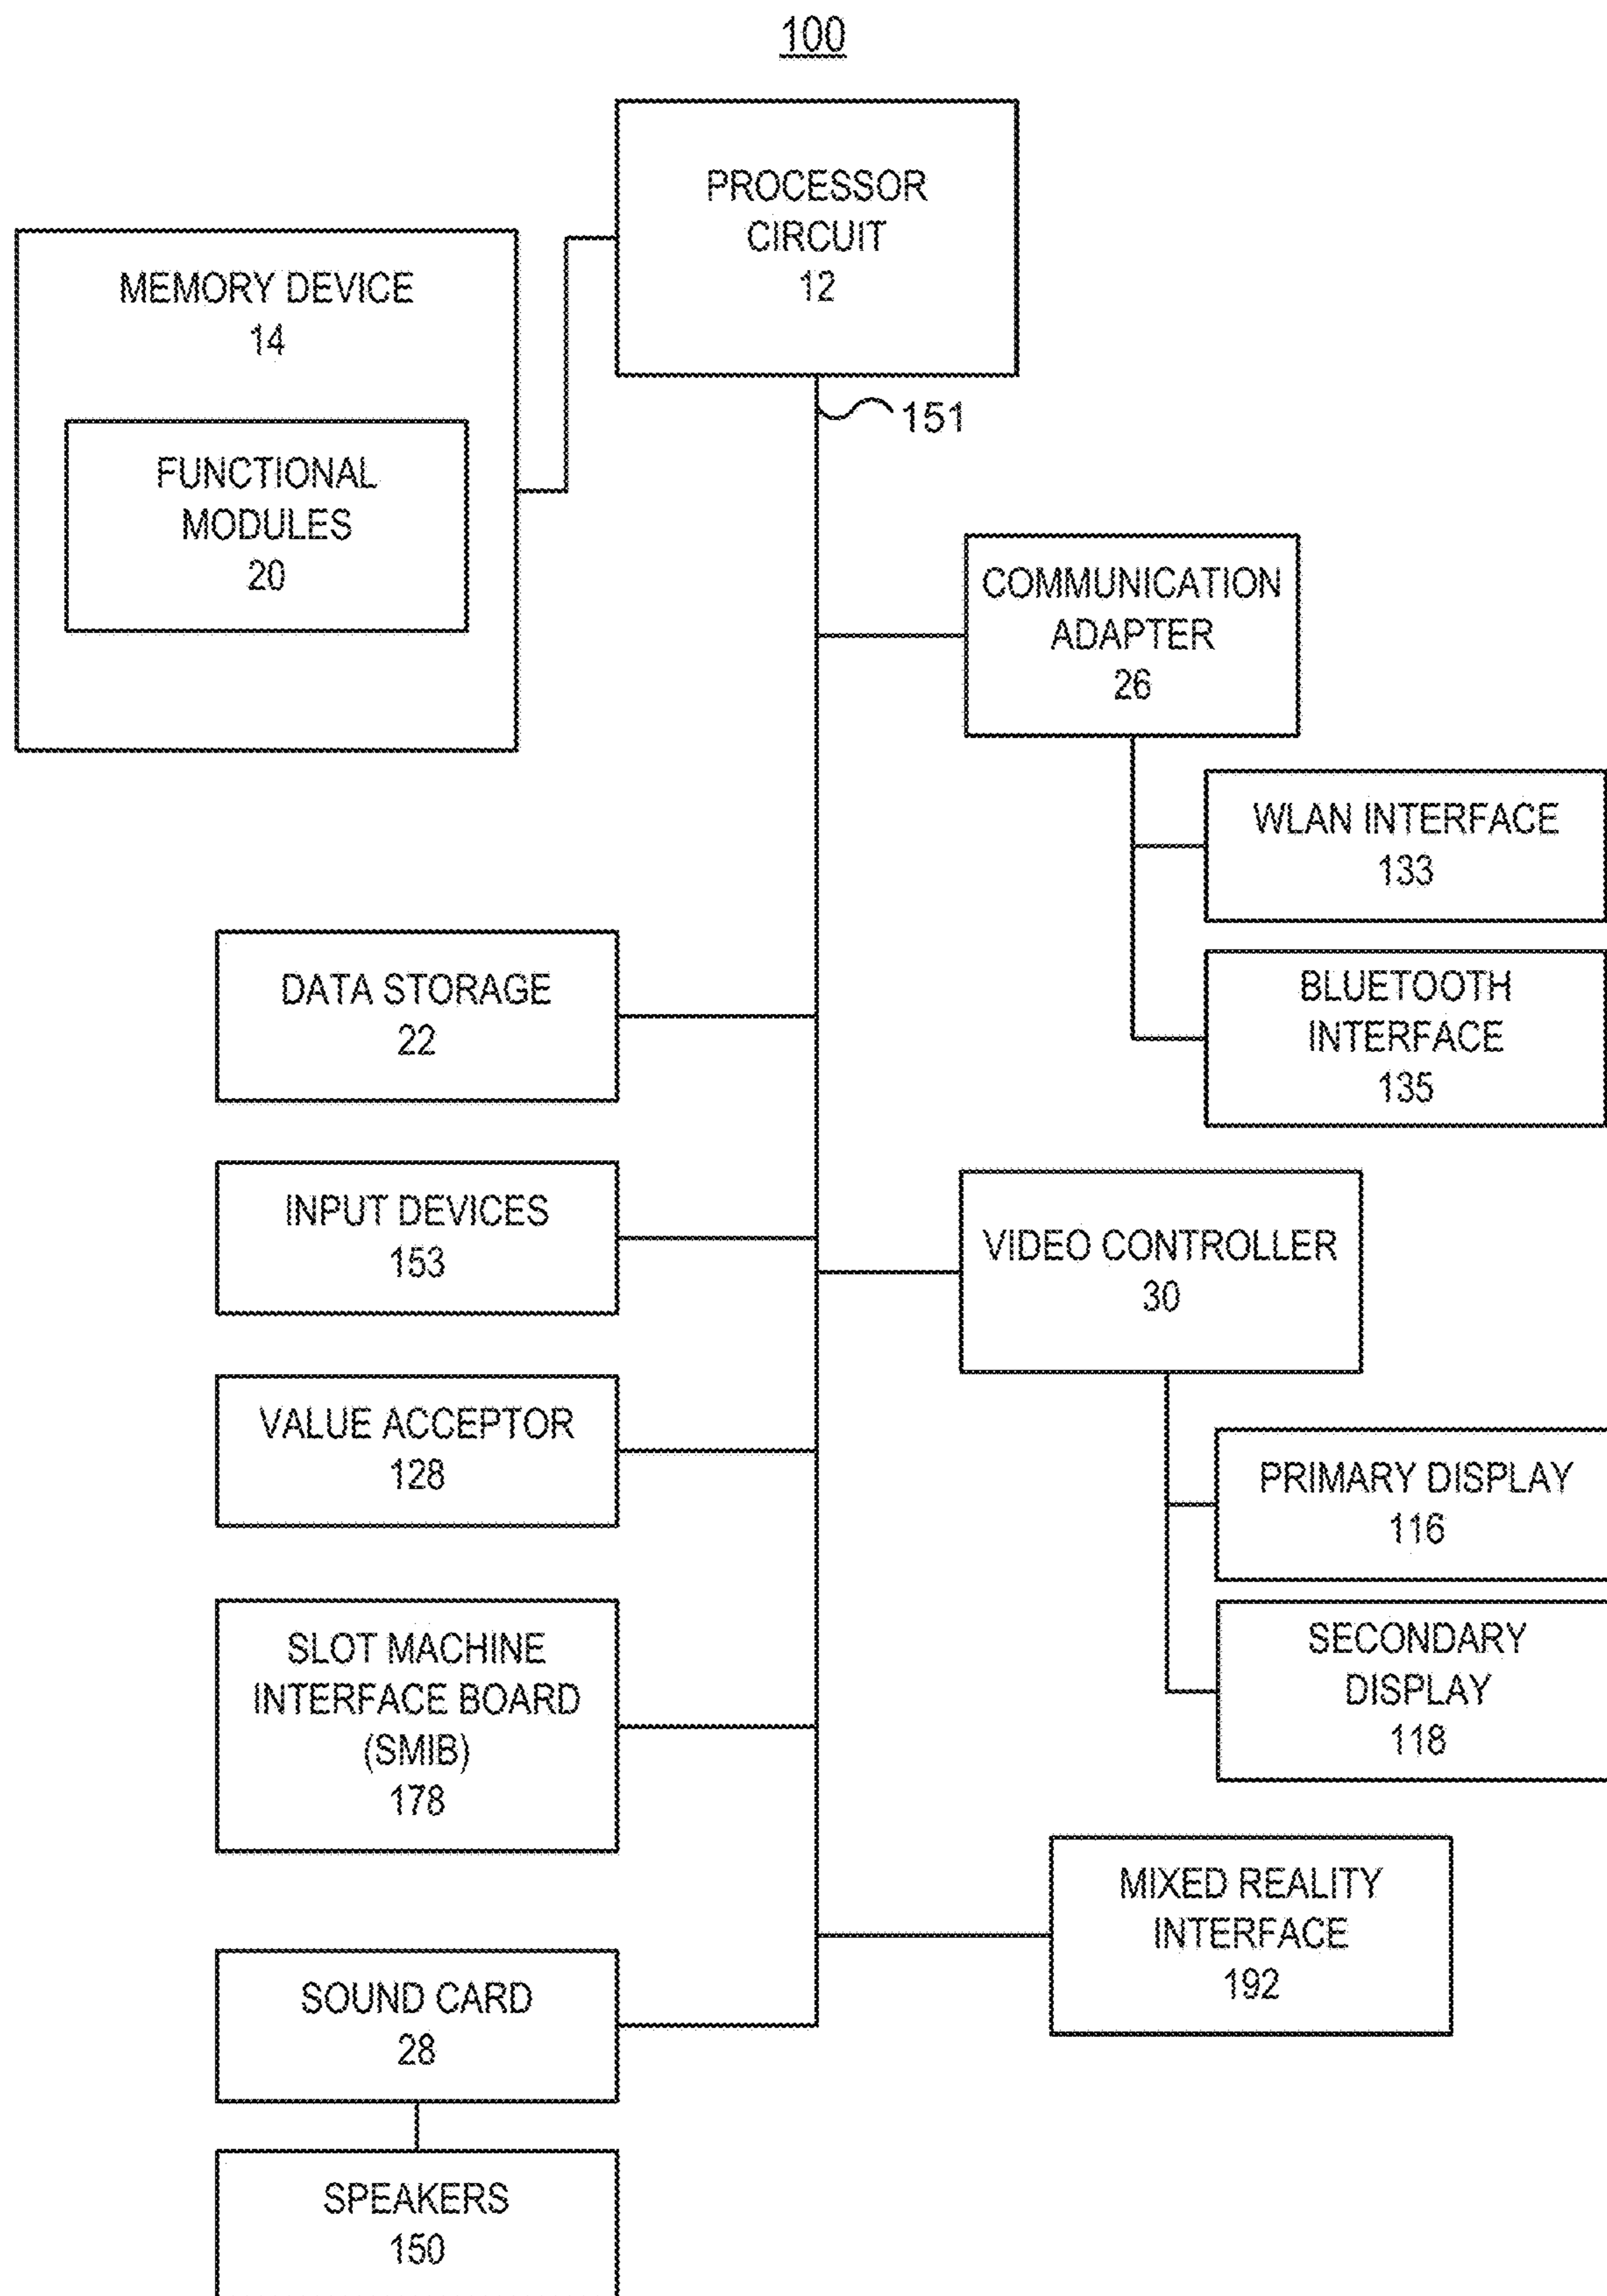 100
PROCESSOR
CIRCUIT
12
MEMORY DEVICE
14
151
FUNCTIONAL
MODULES
20
COMMUNICATION
ADAPTER
26
WLAN INTERFACE
133
DATA STORAGE
22
BLUETOOTH
INTERFACE
135
INPUT DEVICES
153
VIDEO CONTROLLER
30
VALUE ACCEPTOR
128
PRIMARY DISPLAY
116
SLOT MACHINE
INTERFACE BOARD
(SMIB)
178
SECONDARY
DISPLAY
118
MIXED REALITY
INTERFACE
192
SOUND CARD
28
SPEAKERS
150